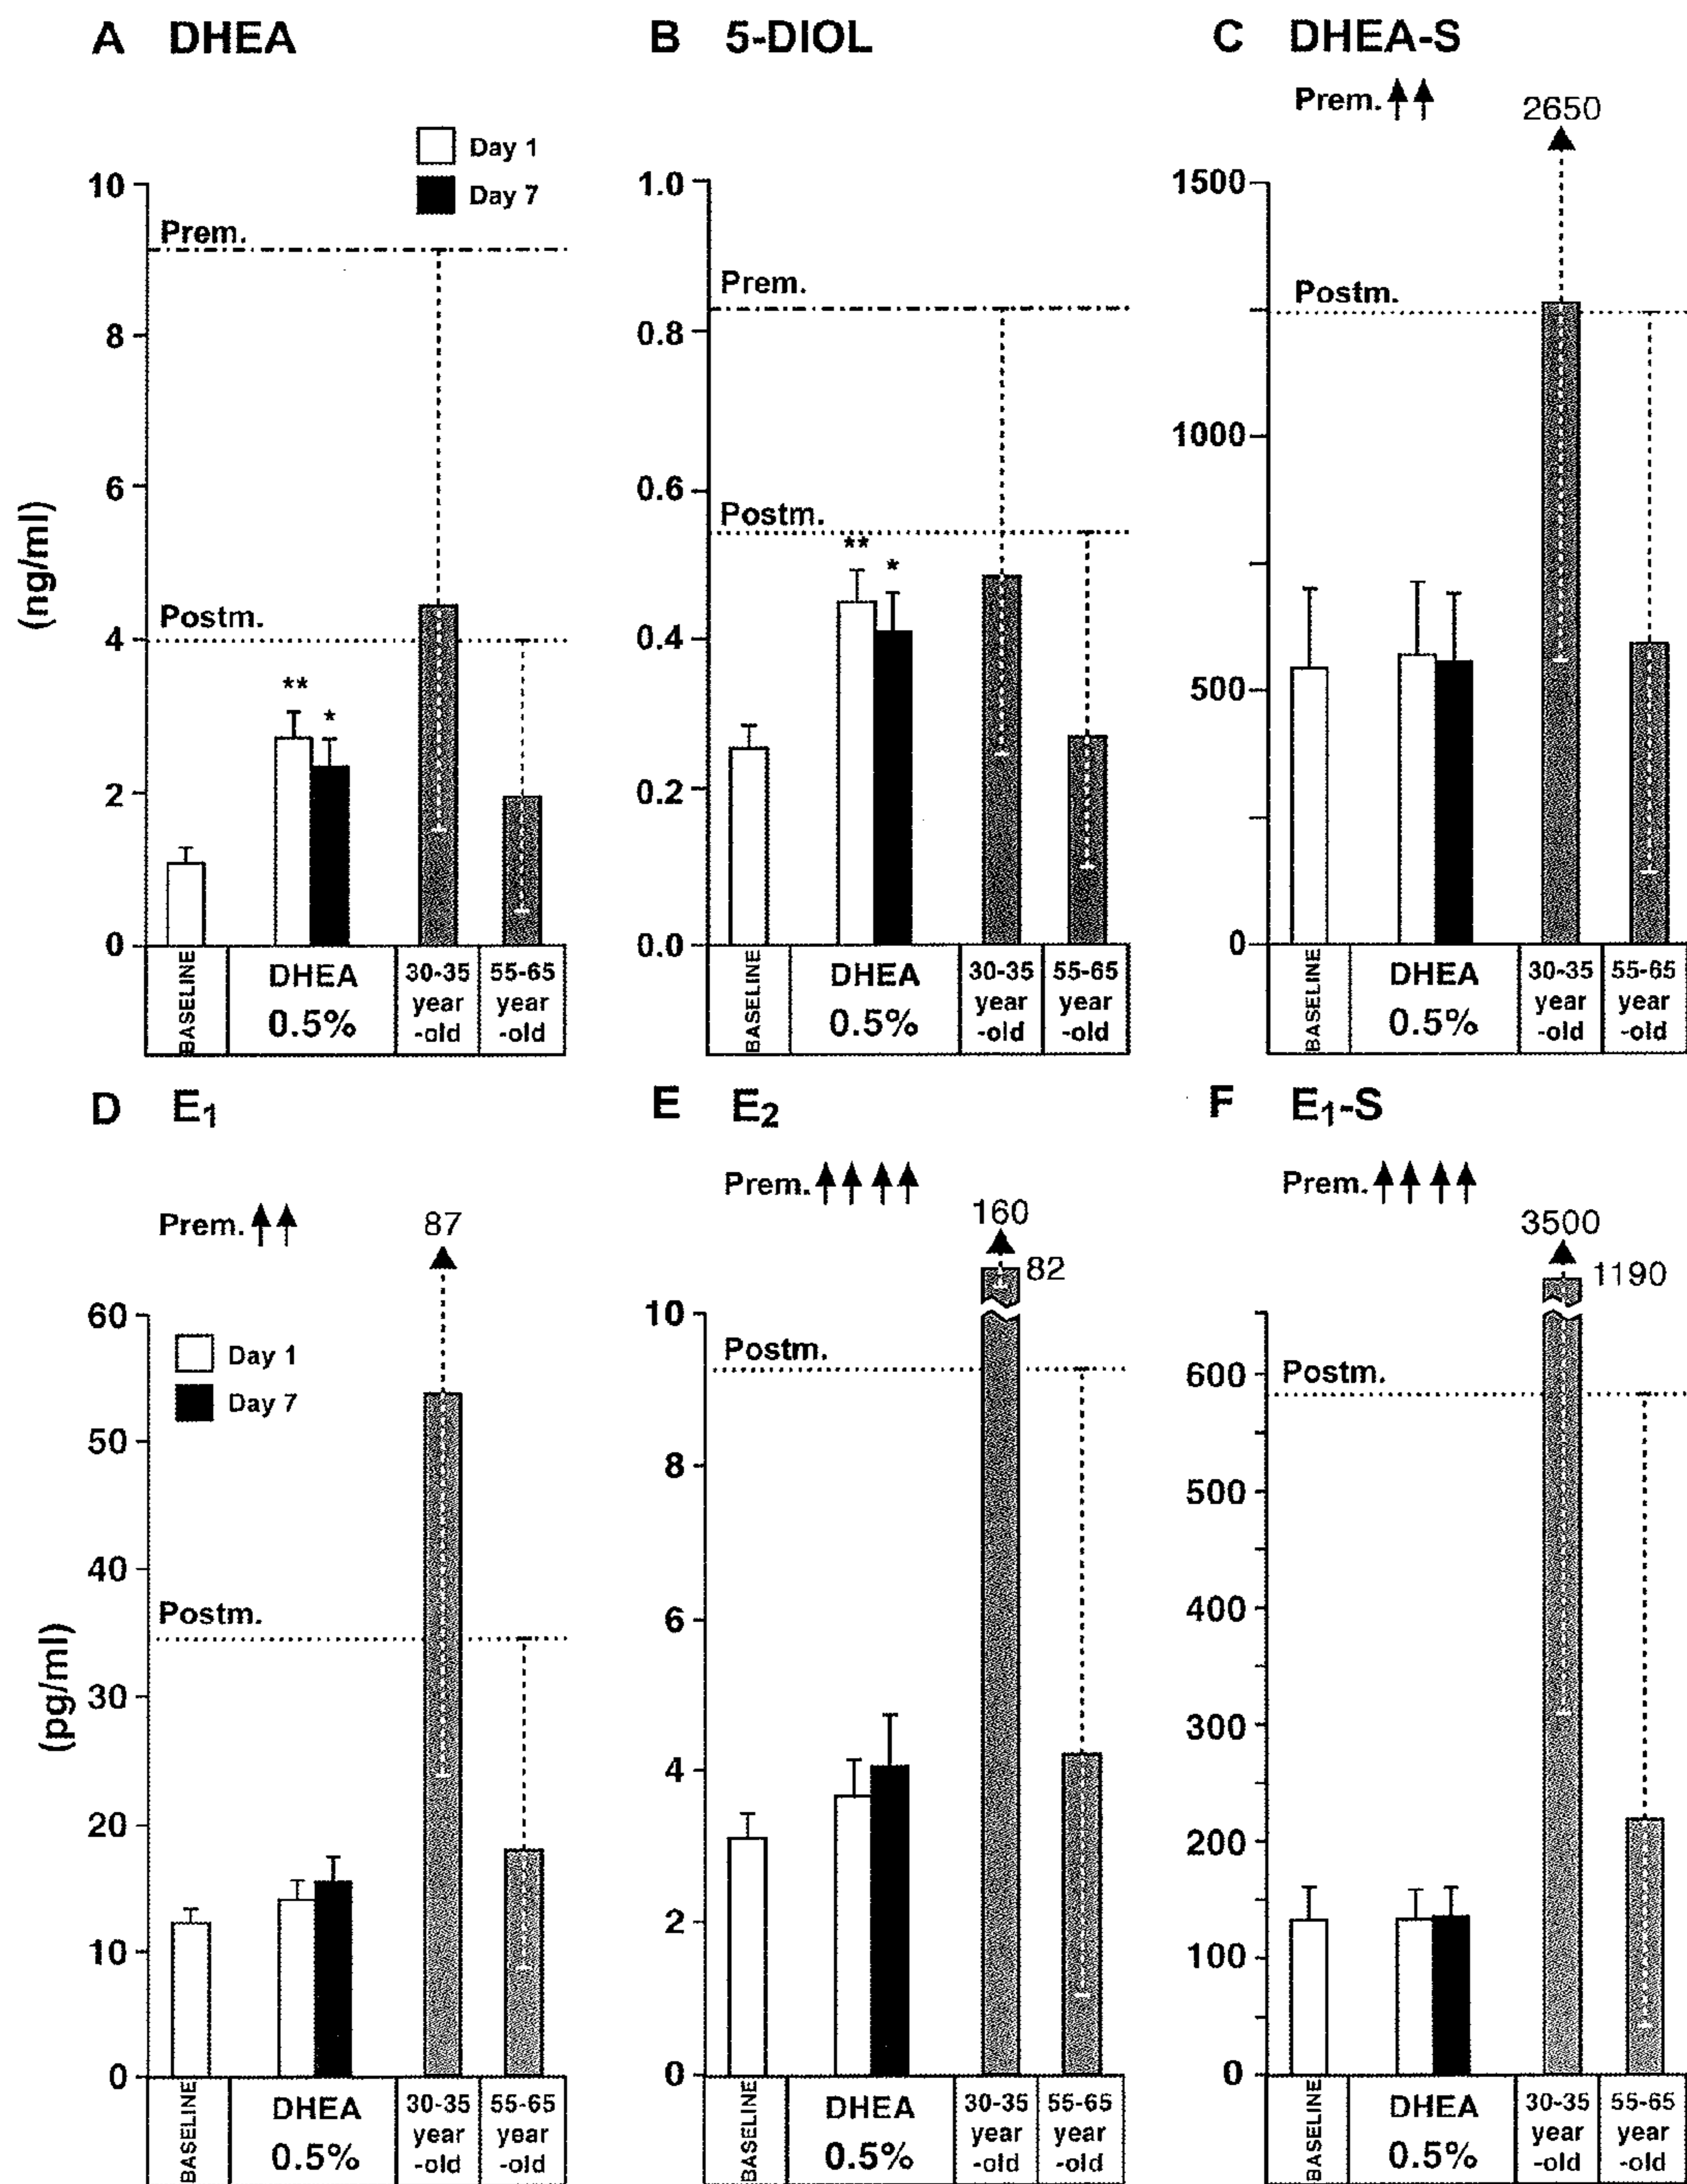 A DHEA
B 5-DIOL
C DHEA-S
Prem.
2650
Day 1
Day 7
(ng/ml)
10
8
6
4
2
0
Prem.
Postm.
**
*
1.0
0.8
0.6
0.4
0.2
0.0
Prem.
Postm.
**
*
1500
1000
500
0
Postm.
BASELINE
DHEA
0.5%
30-35
year
-old
55-65
year
-old
BASELINE
DHEA
0.5%
30-35
year
-old
55-65
year
-old
BASELINE
DHEA
0.5%
30-35
year
-old
55-65
year
-old
D E1
E E2
F E1-S
Prem.
87
Prem.
160
82
Prem.
3500
1190
Day 1
Day 7
(pg/ml)
60
50
40
30
20
10
0
Postm.
10
8
6
4
2
0
Postm.
600
500
400
300
200
100
0
Postm.
BASELINE
DHEA
0.5%
30-35
year
-old
55-65
year
-old
BASELINE
DHEA
0.5%
30-35
year
-old
55-65
year
-old
BASELINE
DHEA
0.5%
30-35
year
-old
55-65
year
-old